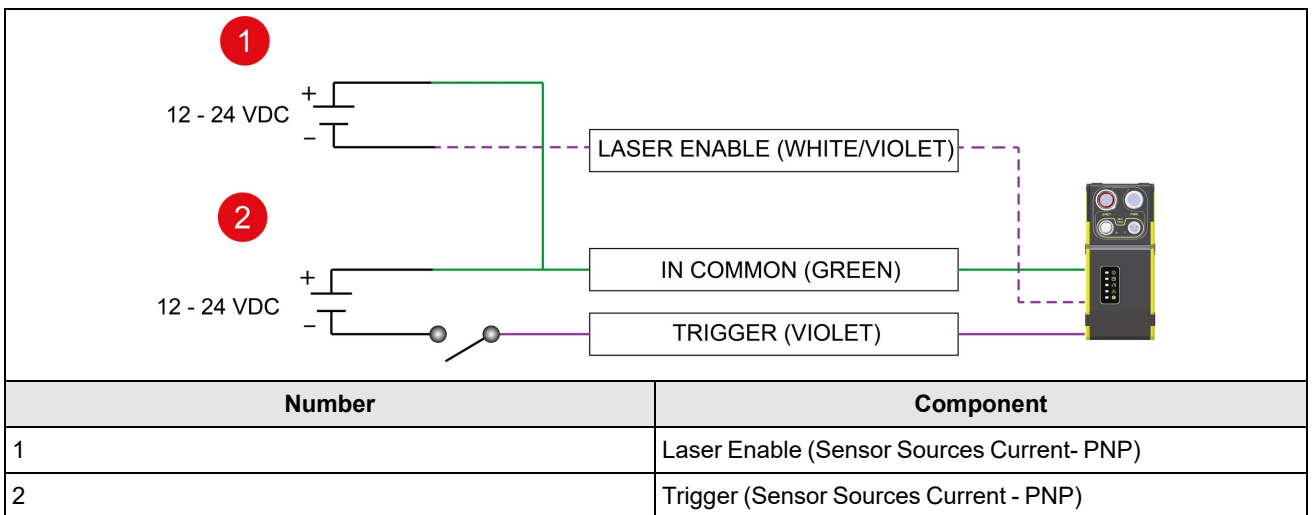 1
+
12 - 24 VDC
−
LASER ENABLE (WHITE/VIOLET)
2
+
IN COMMON (GREEN)
12 - 24 VDC
−
TRIGGER (VIOLET)
Number Component
1 Laser Enable (Sensor Sources Current- PNP)
2 Trigger (Sensor Sources Current - PNP)